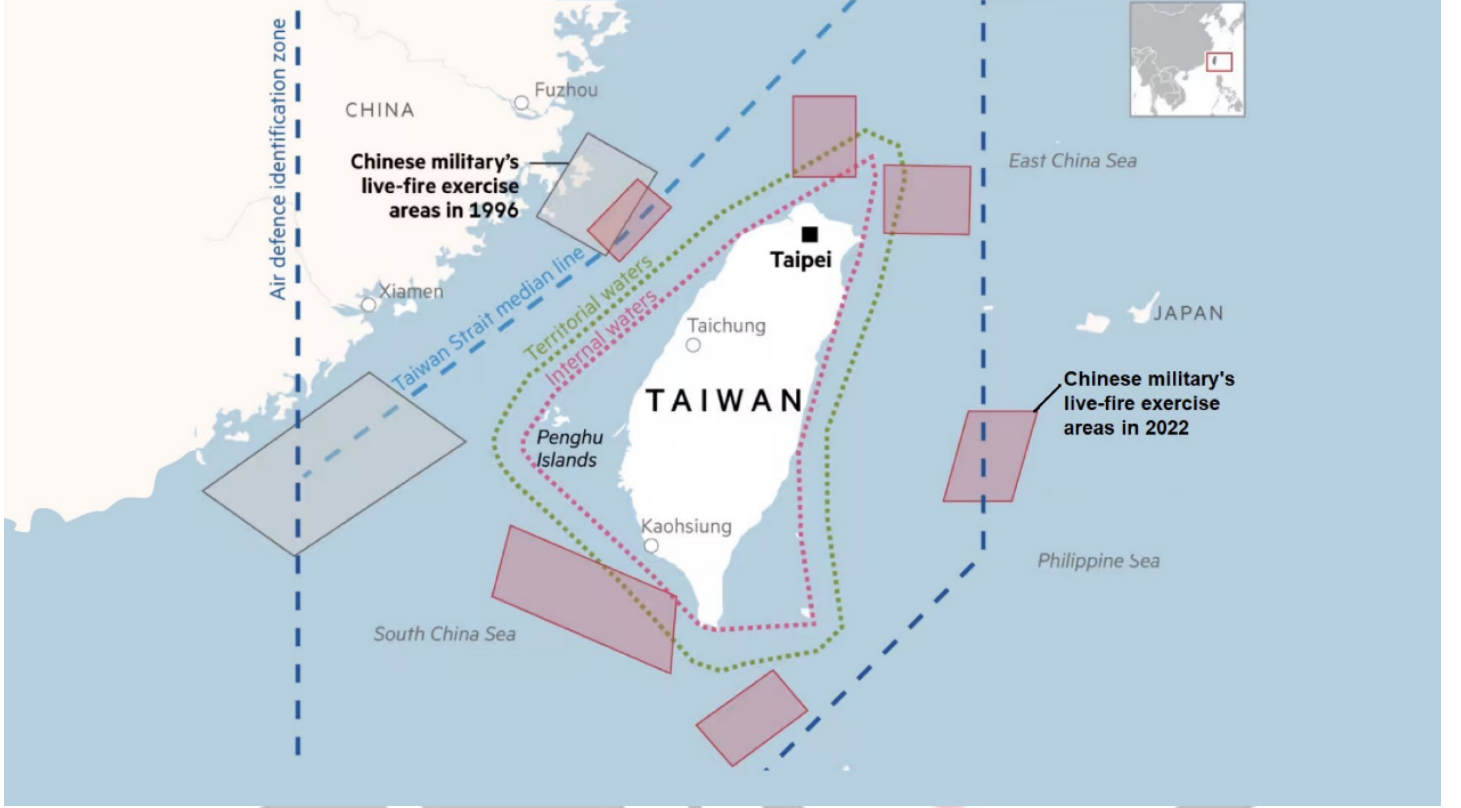 Air defence identification zone
CHINA
Fuzhou
Chinese military's
live-fire exercise
areas in 1996
East China Sea
Taipei
Xiamen
Taiwan Strait median line
Territorial waters
Internal waters
Taichung
JAPAN
TAIWAN
Chinese military's
live-fire exercise
areas in 2022
Penghu
Islands
Kaohsiung
Philippine Sea
South China Sea